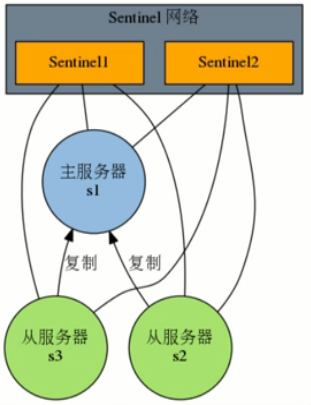 Sentinel 网络
Sentinel1
Sentinel2
主服务器
s1
复制
复制
从服务器
s3
从服务器
s2